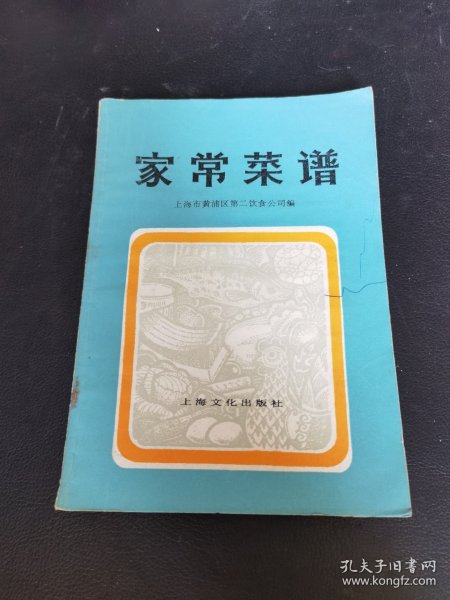 家常菜谱
上海市黄浦区第二饮食公司编
上海文化出版社
孔夫子旧书网
www.kongfz.com